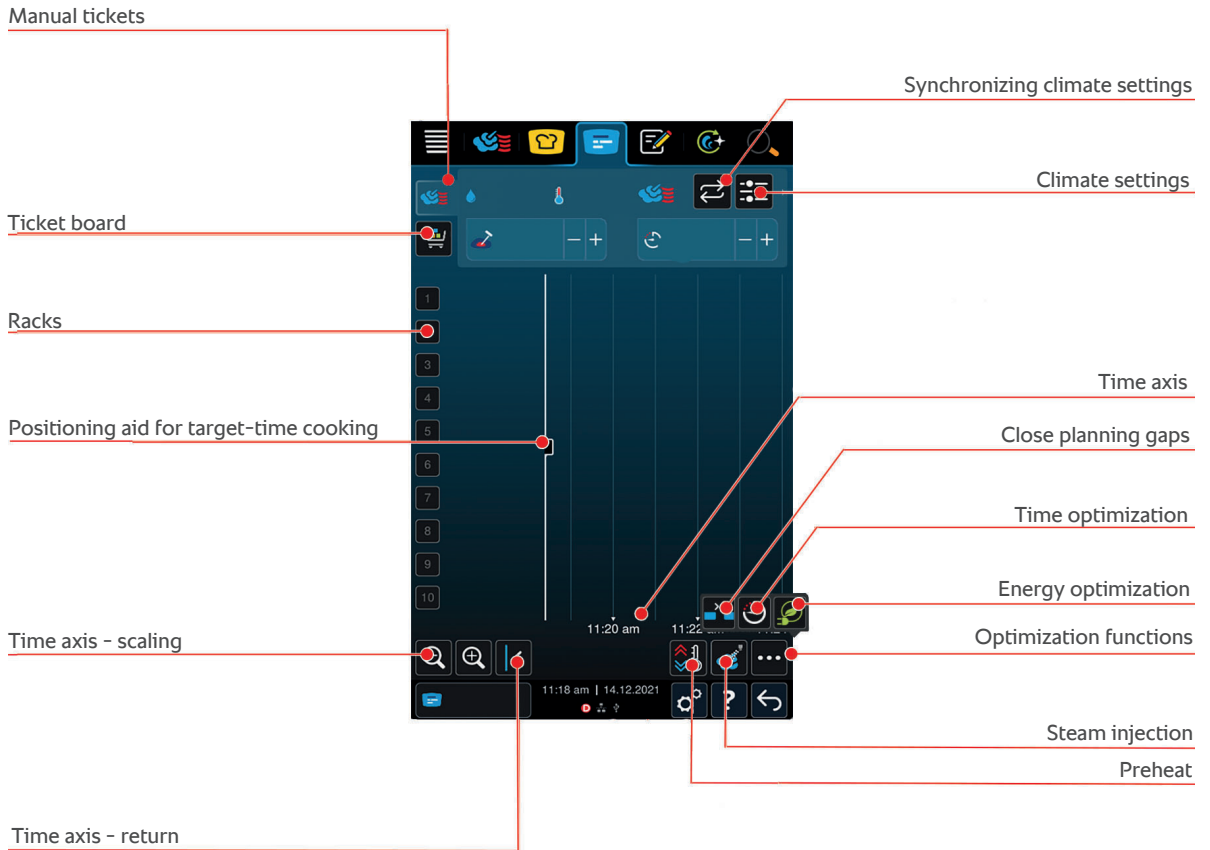 Manual tickets
Synchronizing climate settings
Climate settings
Ticket board
1
Racks
3
Time axis
4
Positioning aid for target-time cooking
5
Close planning gaps
6
7
Time optimization
8
9
Energy optimization
10
11:20 am
Time axis - scaling
Optimization functions
11:18 am | 14.12.2021
D
?
Steam injection
Preheat
Time axis - return